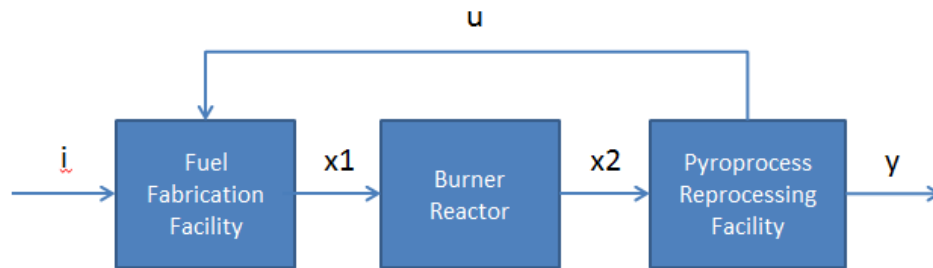 u
i
Fuel
Fabrication
Facility
x1
Burner
Reactor
x2
Pyroprocess
Reprocessing
Facility
y